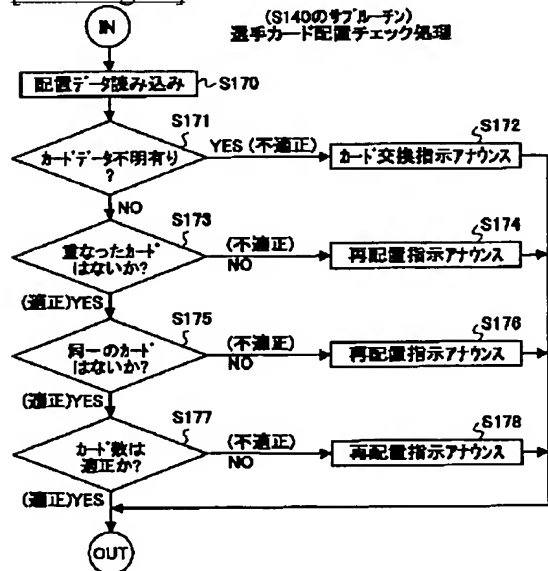 IN
(S140のサブルーチン)
選手カード配置チェック処理
配置データ読み込み
S170
S171
カードデータ不明有り
?
YES (不適正)
S172
カード交換指示アナウンス
NO
S173
重なったカード
はないか?
(不適正)
NO
S174
再配置指示アナウンス
(適正)YES
S175
同一のカード
はないか?
(不適正)
NO
S176
再配置指示アナウンス
(適正)YES
S177
カード数は
適正か?
(不適正)
NO
S178
再配置指示アナウンス
(適正)YES
OUT